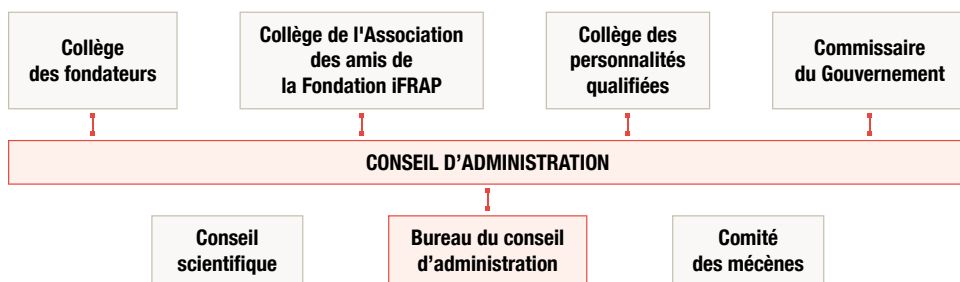 Collège
des fondateurs
Collège de l'Association
des amis de
la Fondation iFRAP
Collège des
personnalités
qualifiées
Commissaire
du Gouvernement
CONSEIL D’ADMINISTRATION
Conseil
scientifique
Bureau du conseil
d’administration
Comité
des mécènes